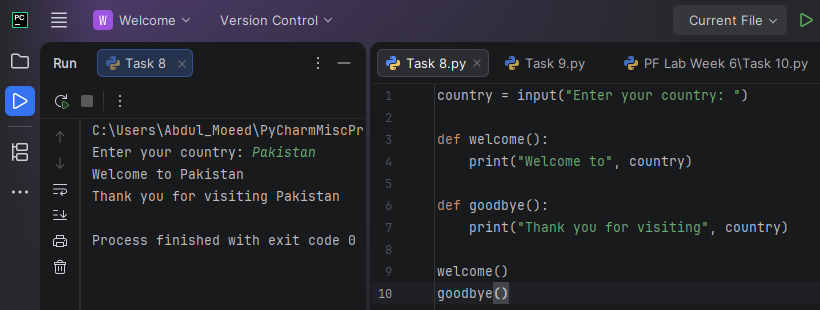 PC
W Welcome
Version Control
Current File
Run
Task 8
C:\Users\Abdul_Moeed\PyCharmMiscPr
Enter your country: Pakistan
Welcome to Pakistan
Thank you for visiting Pakistan
Process finished with exit code 0
Task 8.py
Task 9.py
PF Lab Week 6\Task 10.py
1 country = input("Enter your country: ")
2
3 def welcome():
4     print("Welcome to", country)
5
6 def goodbye():
7     print("Thank you for visiting", country)
8
9 welcome()
10 goodbye()